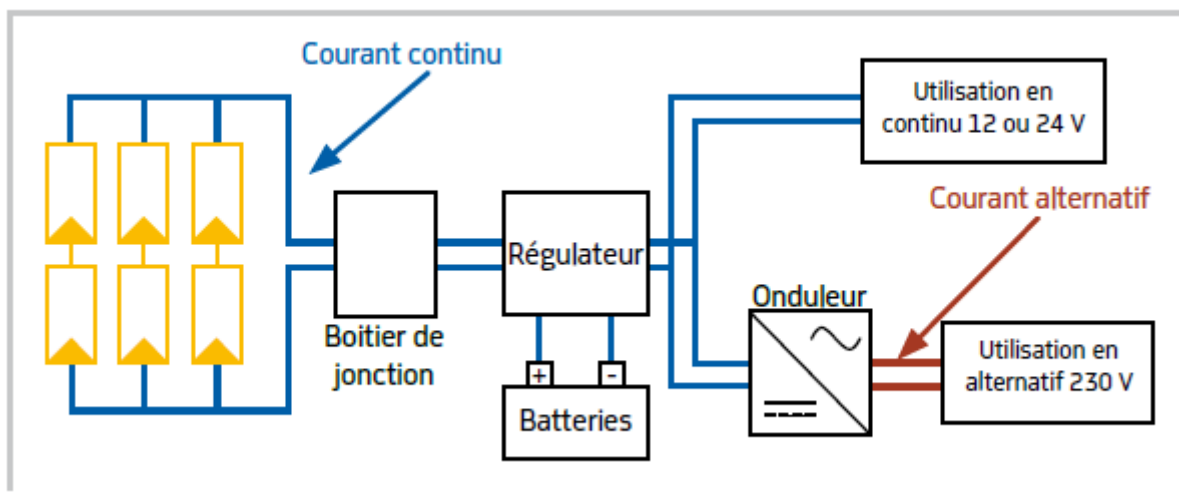 Courant continu
Utilisation en
continu 12 ou 24 V
Courant alternatif
Régulateur
Onduleur
Boitier de
jonction
+ -
Batteries
Utilisation en
alternatif 230 V